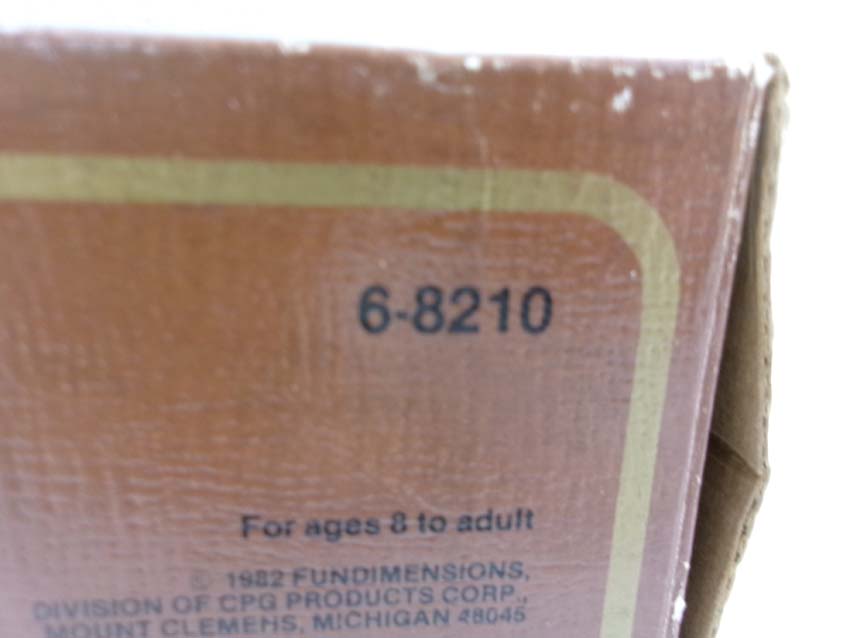 6-8210
For ages 8 to adult
© 1982 FUNDIMENSIONS,
DIVISION OF CPG PRODUCTS CORP.,
MOUNT CLEMENS, MICHIGAN 48045